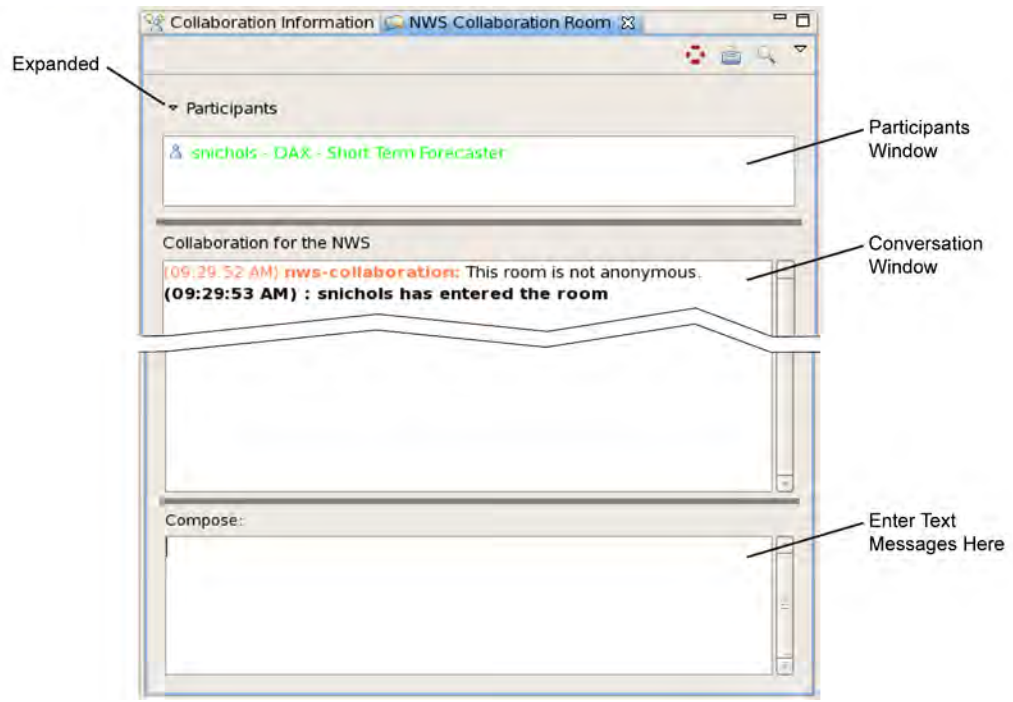 Collaboration Information NWS Collaboration Room
Expanded
Participants
Participants
Window
snichols - DAX - Short Term Forecaster
Collaboration for the NWS
Conversation
Window
(09:29:52 AM) nws-collaboration: This room is not anonymous.
(09:29:53 AM) : snichols has entered the room
Compose:
Enter Text
Messages Here